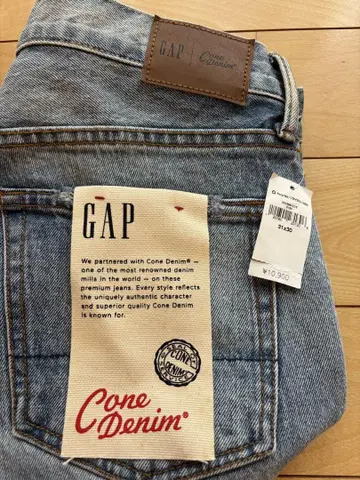 GAP
Cone
Denim®
GAP
We partnered with Cone Denim® —
one of the most renowned denim
mills in the world — on these
premium jeans. Every style reflects
the uniquely authentic character
and superior quality Cone Denim
is known for.
CONE
DENIM
Cone
Denim®
31x30
¥10,900